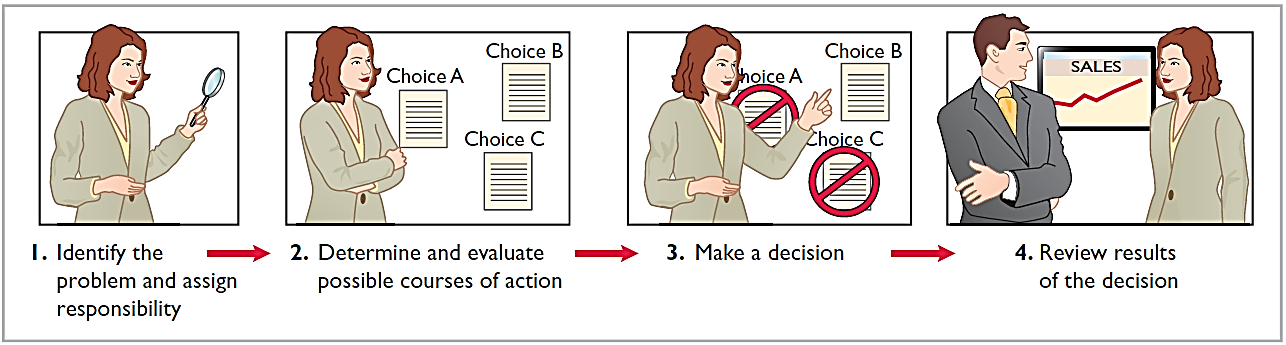 Choice A
Choice B
Choice C
hoice A
Choice B
hoice C
SALES
1. Identify the
problem and assign
responsibility
2. Determine and evaluate
possible courses of action
3. Make a decision
4. Review results
of the decision